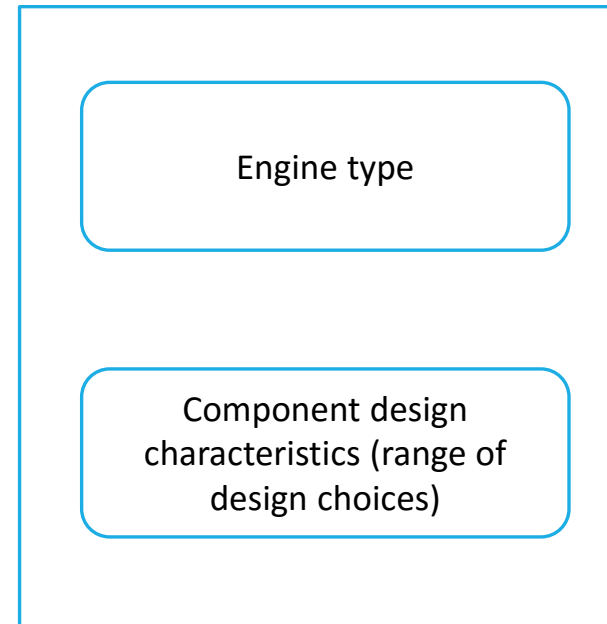 Engine type
Component design
characteristics (range of
design choices)